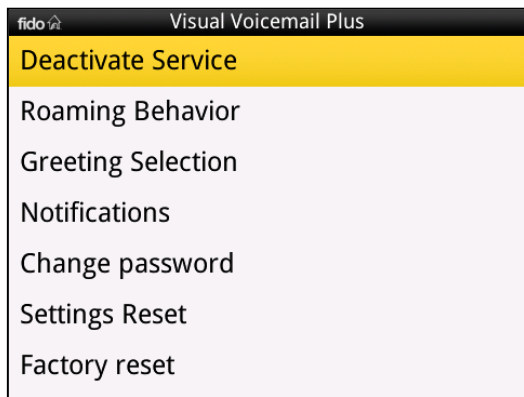 fido Visual Voicemail Plus
Deactivate Service
Roaming Behavior
Greeting Selection
Notifications
Change password
Settings Reset
Factory reset